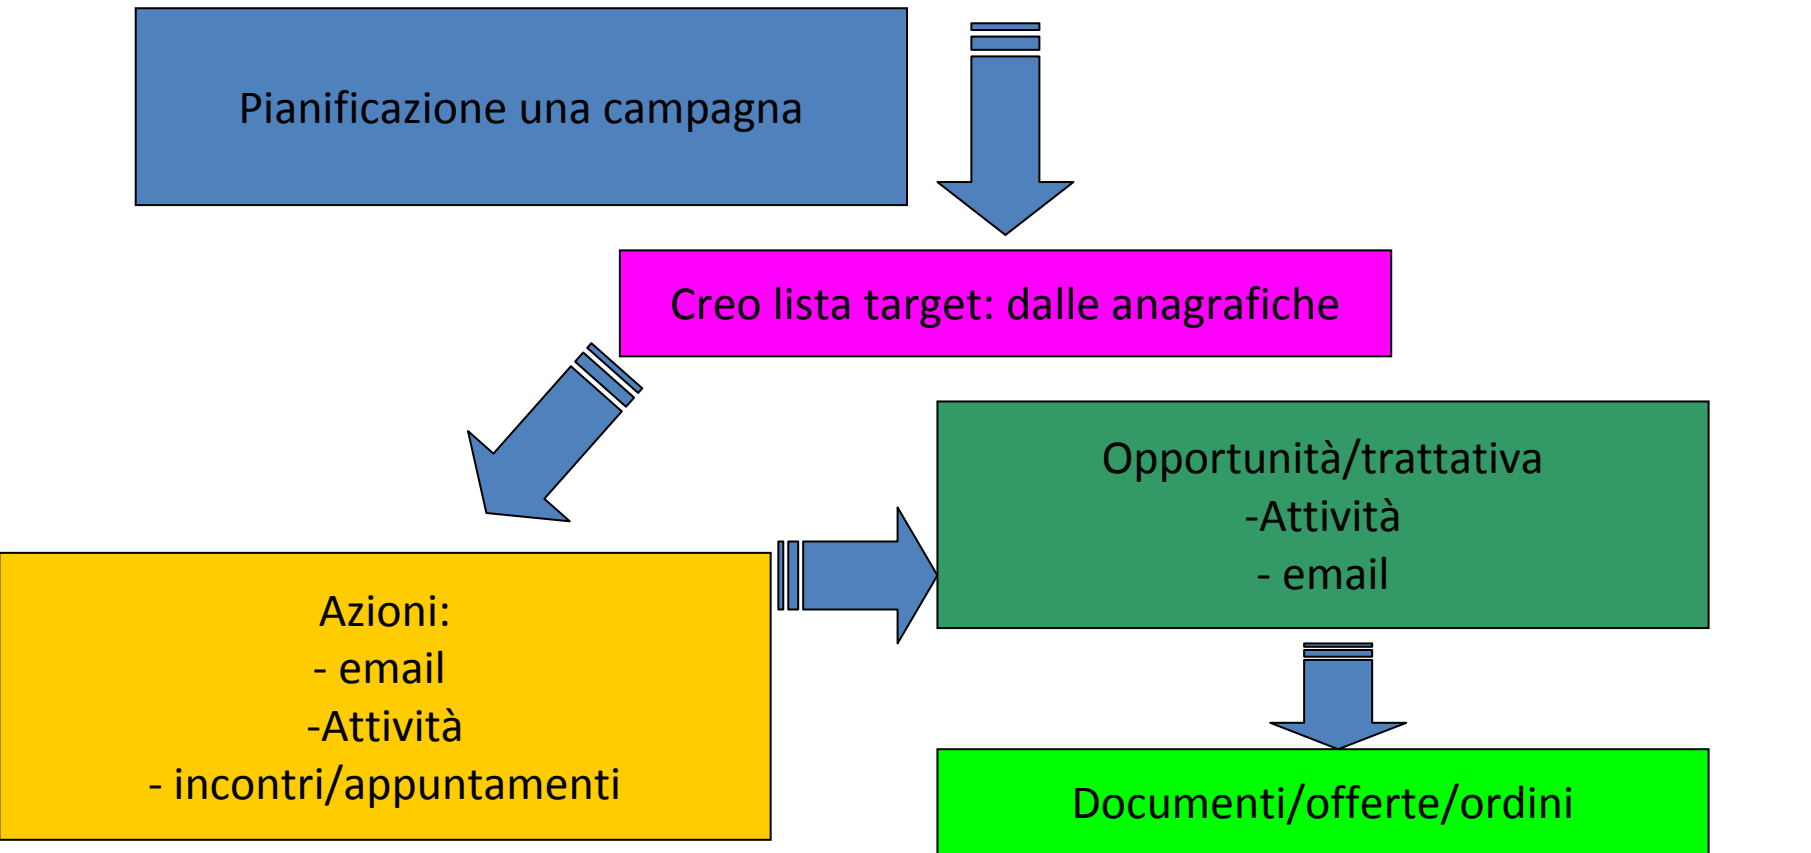 Pianificazione una campagna
Creo lista target: dalle anagrafiche
Opportunità/trattativa
-Attività
- email
Azioni:
- email
-Attività
- incontri/appuntamenti
Documenti/offerte/ordini